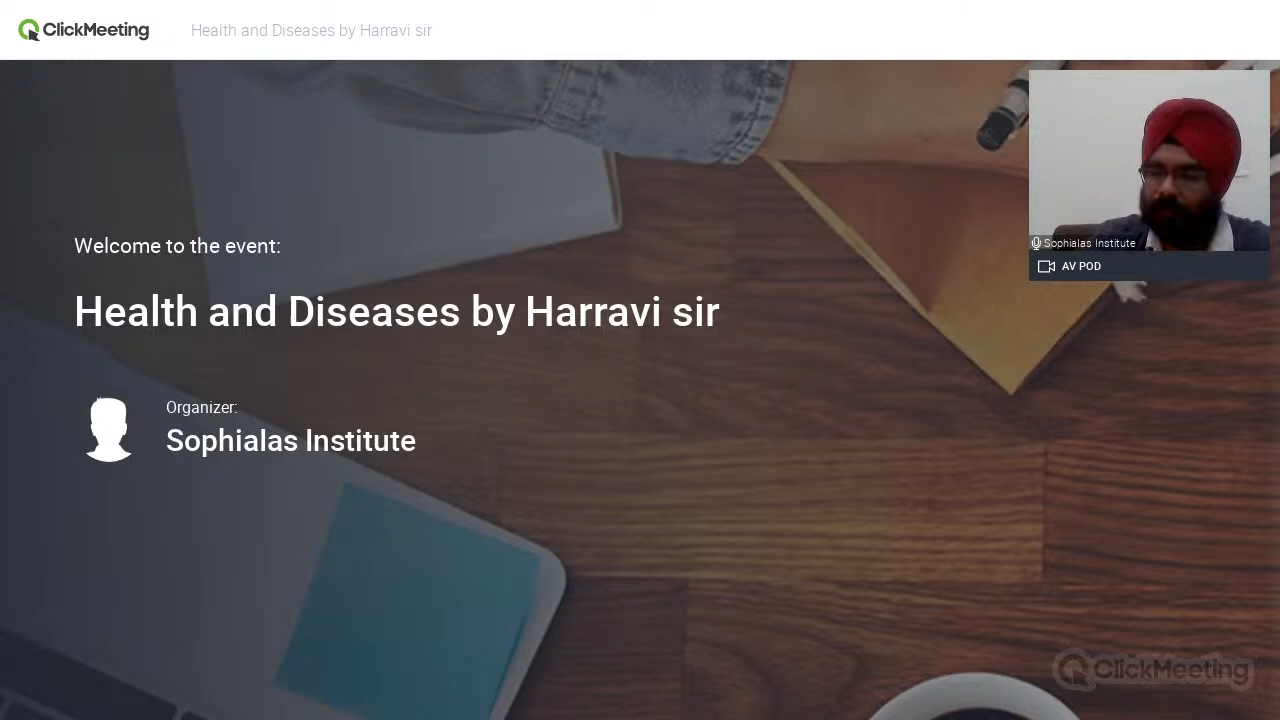 ClickMeeting
Health and Diseases by Harravi sir
Welcome to the event:
Health and Diseases by Harravi sir
Organizer:
Sophialas Institute
Sophialas Institute
AV POD
ClickMeeting